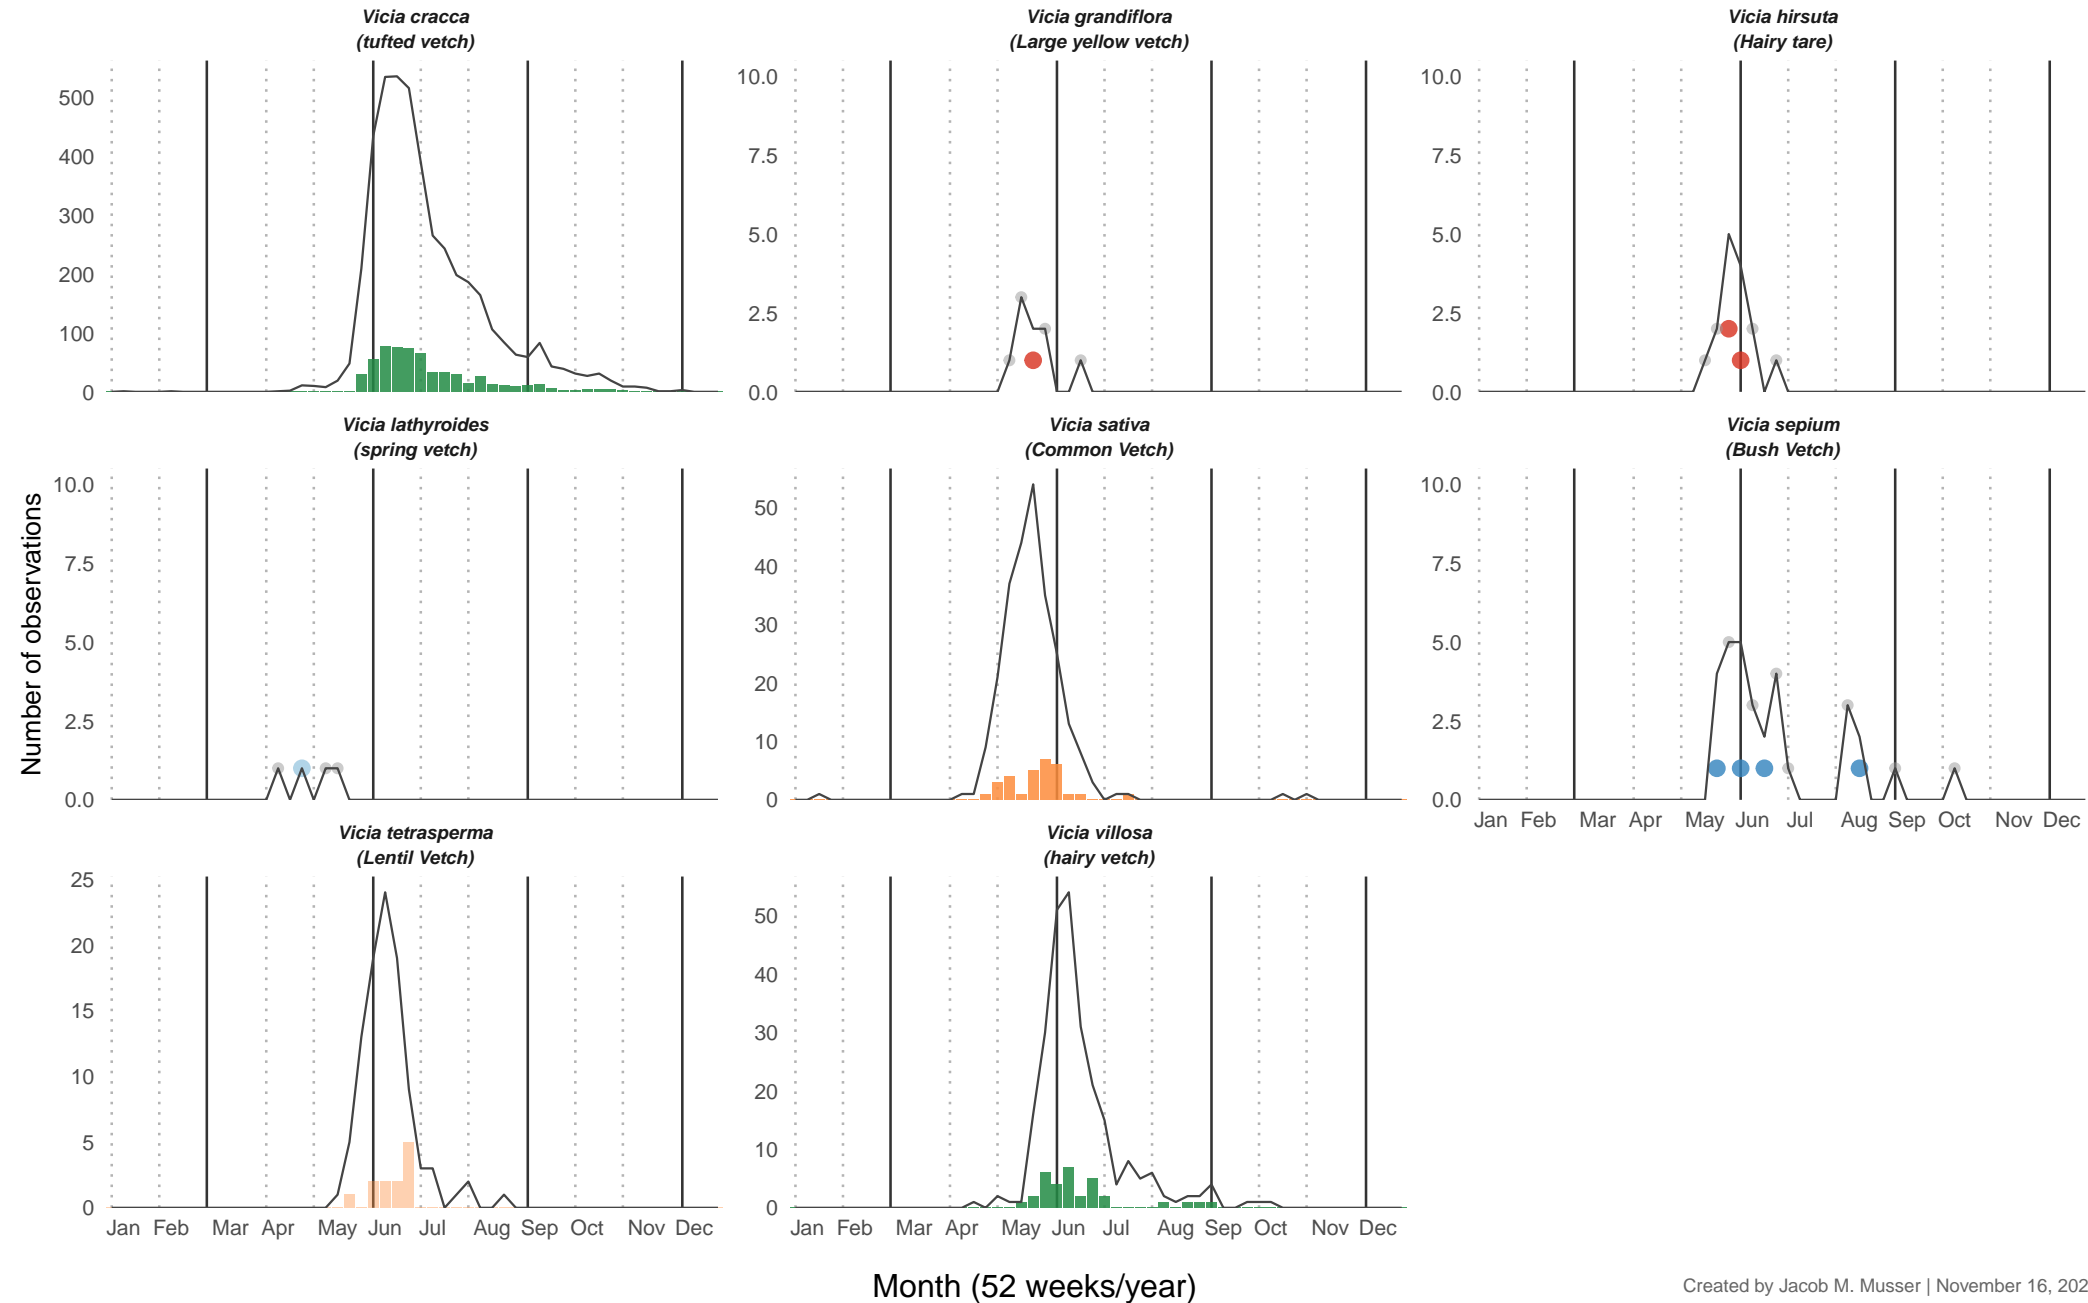 Vicia cracca
(tufted vetch)
Vicia grandiflora
(Large yellow vetch)
Vicia hirsuta
(Hairy tare)
500
400
300
200
100
0
10.0
7.5
5.0
2.5
0.0
10.0
7.5
5.0
2.5
0.0
Vicia lathyroides
(spring vetch)
Vicia sativa
(Common Vetch)
Vicia sepium
(Bush Vetch)
Number of observations
10.0
7.5
5.0
2.5
0.0
50
40
30
20
10
0
10.0
7.5
5.0
2.5
0.0
Jan Feb Mar Apr May Jun Jul Aug Sep Oct Nov Dec
Vicia tetrasperma
(Lentil Vetch)
Vicia villosa
(hairy vetch)
25
20
15
10
5
0
50
40
30
20
10
0
Jan Feb Mar Apr May Jun Jul Aug Sep Oct Nov Dec
Jan Feb Mar Apr May Jun Jul Aug Sep Oct Nov Dec
Month (52 weeks/year)
Created by Jacob M. Musser | November 16, 202